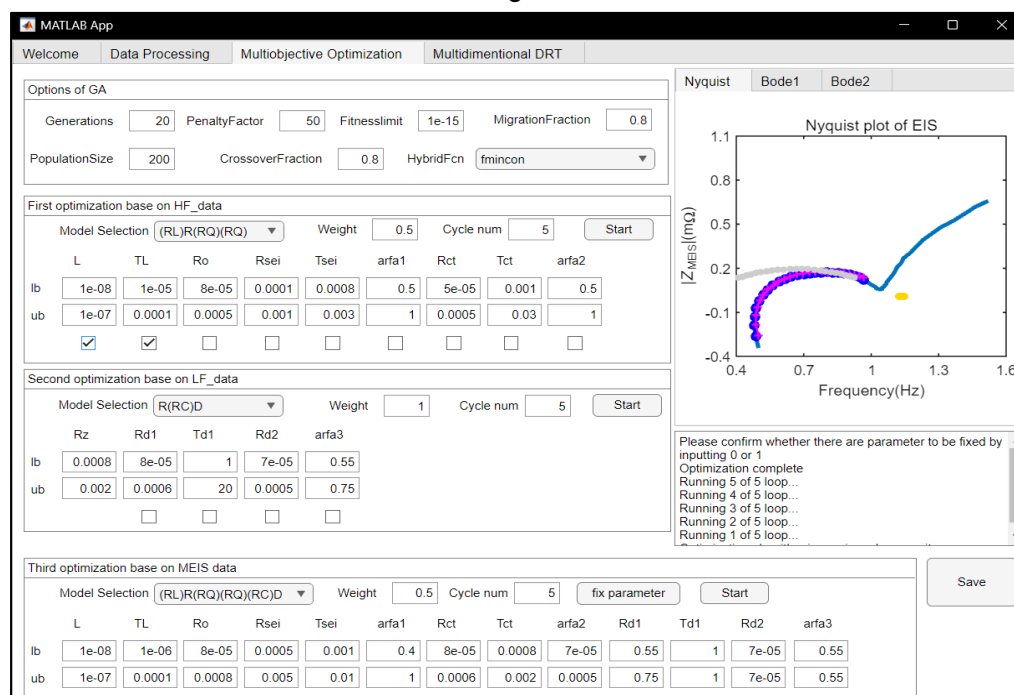 MATLAB App
Welcome Data Processing Multiobjective Optimization Multidimentional DRT
Options of GA
Generations 20 PenaltyFactor 50 Fitnesslimit 1e-15 MigrationFraction 0.8
PopulationSize 200 CrossoverFraction 0.8 HybridFcn fmincon
First optimization base on HF_data
Model Selection (RL)R(RQ)(RQ) Weight 0.5 Cycle num 5 Start
L TL Ro Rsei Tsei arfa1 Rct Tct arfa2
lb 1e-08 1e-05 8e-05 0.0001 0.0008 0.5 5e-05 0.001 0.5
ub 1e-07 0.0001 0.0005 0.001 0.003 1 0.0005 0.03 1
Second optimization base on LF_data
Model Selection R(RC)D Weight 1 Cycle num 5 Start
Rz Rd1 Td1 Rd2 arfa3
lb 0.0008 8e-05 1 7e-05 0.55
ub 0.002 0.0006 20 0.0005 0.75
Third optimization base on MEIS data
Model Selection (RL)R(RQ)(RQ)(RC)D Weight 0.5 Cycle num 5 fix parameter Start
L TL Ro Rsei Tsei arfa1 Rct Tct arfa2 Rd1 Td1 Rd2 arfa3
lb 1e-08 1e-06 8e-05 0.0005 0.001 0.4 8e-05 0.0008 7e-05 0.55 1 7e-05 0.55
ub 1e-07 0.0001 0.0008 0.005 0.01 1 0.0006 0.002 0.0005 0.75 1 7e-05 0.55
Nyquist Bode1 Bode2
Nyquist plot of EIS
|Z_MEIS|(mΩ)
1.1
0.8
0.5
0.2
-0.1
-0.4
0.4 0.7 1 1.3 1.6
Frequency(Hz)
Please confirm whether there are parameter to be fixed by
inputing 0 or 1
Optimization complete
Running 5 of 5 loop...
Running 4 of 5 loop...
Running 3 of 5 loop...
Running 2 of 5 loop...
Running 1 of 5 loop...
Save